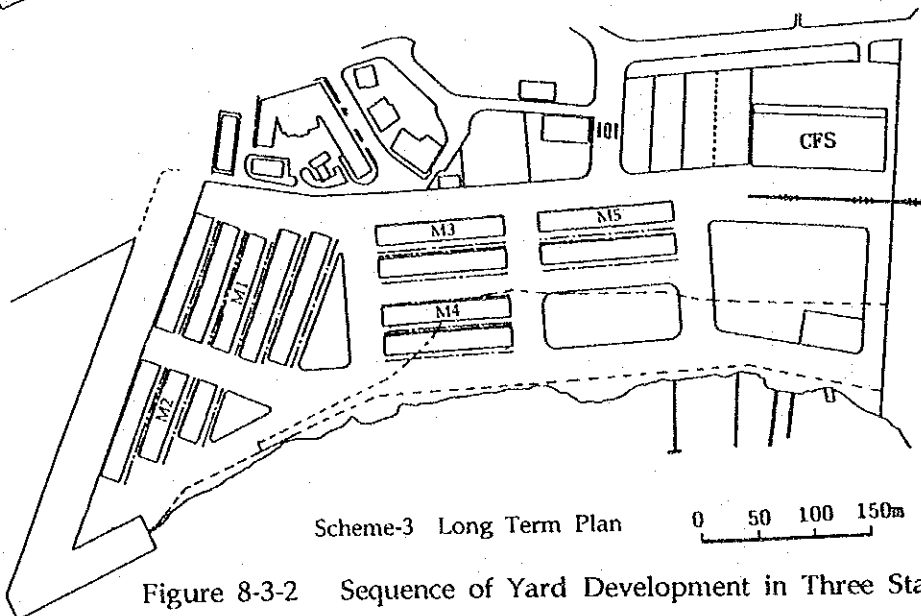 CFS
M5
M3
M1
M4
M2
Scheme-3 Long Term Plan
0 50 100 150m
Figure 8-3-2 Sequence of Yard Development in Three Sta